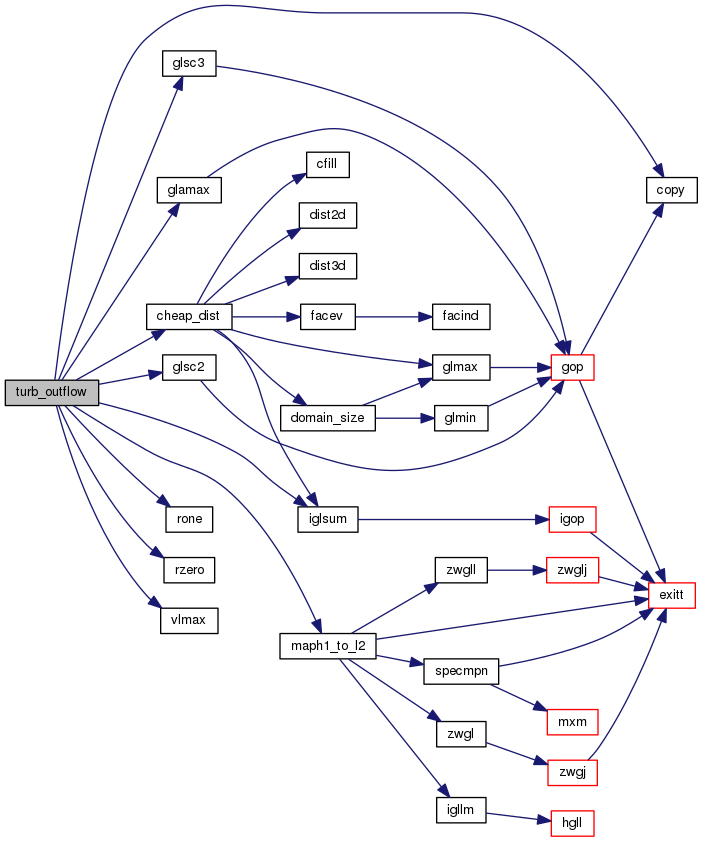 glsc3
cfill
glamax
copy
dist2d
dist3d
cheap_dist
facev
facind
glsc2
glmax
gop
turb_outflow
domain_size
glmin
rone
iglsum
igop
rzero
zwgll
zwglj
exitt
vlmax
maph1_to_l2
specmpn
mxm
zwgl
zwgj
igllm
hgll